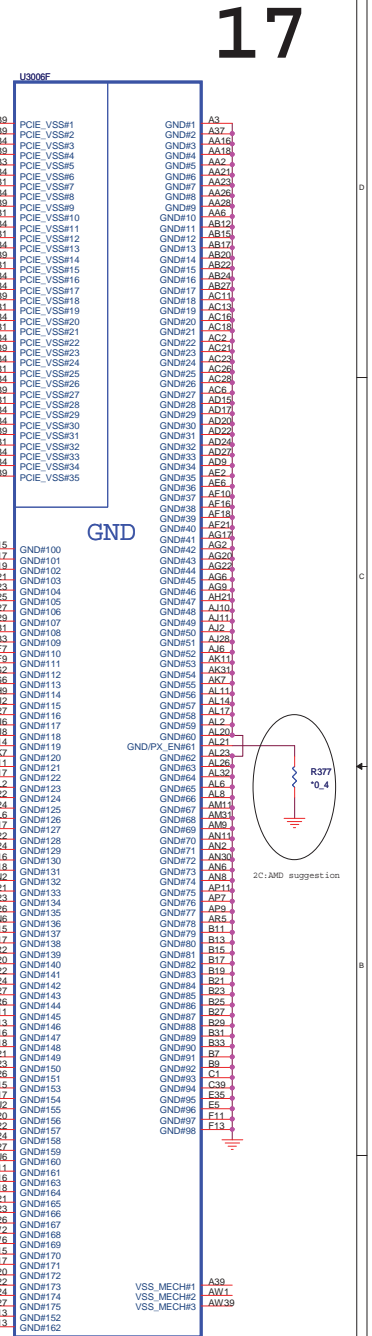 17
U3006F
PCIE_VSS#1
PCIE_VSS#2
PCIE_VSS#3
PCIE_VSS#4
PCIE_VSS#5
PCIE_VSS#6
PCIE_VSS#7
PCIE_VSS#8
PCIE_VSS#9
PCIE_VSS#10
PCIE_VSS#11
PCIE_VSS#12
PCIE_VSS#13
PCIE_VSS#14
PCIE_VSS#15
PCIE_VSS#16
PCIE_VSS#17
PCIE_VSS#18
PCIE_VSS#19
PCIE_VSS#20
PCIE_VSS#21
PCIE_VSS#22
PCIE_VSS#23
PCIE_VSS#24
PCIE_VSS#25
PCIE_VSS#26
PCIE_VSS#27
PCIE_VSS#28
PCIE_VSS#29
PCIE_VSS#30
PCIE_VSS#31
PCIE_VSS#32
PCIE_VSS#33
PCIE_VSS#34
PCIE_VSS#35
GND
GND#100
GND#101
GND#102
GND#103
GND#104
GND#105
GND#106
GND#107
GND#108
GND#109
GND#110
GND#111
GND#112
GND#113
GND#114
GND#115
GND#116
GND#117
GND#118
GND#119
GND#120
GND#121
GND#122
GND#123
GND#124
GND#125
GND#126
GND#127
GND#128
GND#129
GND#130
GND#131
GND#132
GND#133
GND#134
GND#135
GND#136
GND#137
GND#138
GND#139
GND#140
GND#141
GND#142
GND#143
GND#144
GND#145
GND#146
GND#147
GND#148
GND#149
GND#150
GND#151
GND#153
GND#154
GND#155
GND#156
GND#157
GND#158
GND#159
GND#160
GND#161
GND#163
GND#164
GND#165
GND#166
GND#167
GND#168
GND#169
GND#170
GND#171
GND#172
GND#173
GND#174
GND#175
GND#152
GND#162
GND#1 A3
GND#2 A37
GND#3 AA16
GND#4 AA18
GND#5 AA2
GND#6 AA21
GND#7 AA23
GND#8 AA26
GND#9 AA28
GND#10 AA6
GND#11 AB12
GND#12 AB15
GND#13 AB17
GND#14 AB20
GND#15 AB22
GND#16 AB24
GND#17 AB27
GND#18 AC11
GND#19 AC13
GND#20 AC16
GND#21 AC18
GND#22 AC2
GND#23 AC21
GND#24 AC23
GND#25 AC26
GND#26 AC28
GND#27 AC6
GND#28 AD15
GND#29 AD17
GND#30 AD20
GND#31 AD22
GND#32 AD24
GND#33 AD27
GND#34 AD9
GND#35 AE2
GND#36 AE6
GND#37 AF10
GND#38 AF16
GND#39 AF18
GND#40 AF21
GND#41 AG17
GND#42 AG2
GND#43 AG20
GND#44 AG22
GND#45 AG6
GND#46 AG9
GND#47 AH21
GND#48 AJ10
GND#49 AJ11
GND#50 AJ2
GND#51 AJ28
GND#52 AJ6
GND#53 AK11
GND#54 AK31
GND#55 AK7
GND#56 AL11
GND#57 AL14
GND#58 AL17
GND#59 AL2
GND#60 AL20
GND/PX_EN#61 AL21
GND#62 AL23
GND#63 AL26
GND#64 AL32
GND#65 AL6
GND#66 AL8
GND#67 AM11
GND#68 AM31
GND#69 AM9
GND#70 AN11
GND#71 AN2
GND#72 AN30
GND#73 AN6
GND#74 AN8
GND#75 AP11
GND#76 AP7
GND#77 AP9
GND#78 AR5
GND#79 B11
GND#80 B13
GND#81 B15
GND#82 B17
GND#83 B19
GND#84 B21
GND#85 B23
GND#86 B25
GND#87 B27
GND#88 B29
GND#89 B31
GND#90 B33
GND#91 B7
GND#92 B9
GND#93 C1
GND#94 C39
GND#95 E35
GND#96 E5
GND#97 F11
GND#98 F13
VSS_MECH#1 A39
VSS_MECH#2 AW1
VSS_MECH#3 AW39
R377
*0_4
2C:AMD suggestion
D
C
B